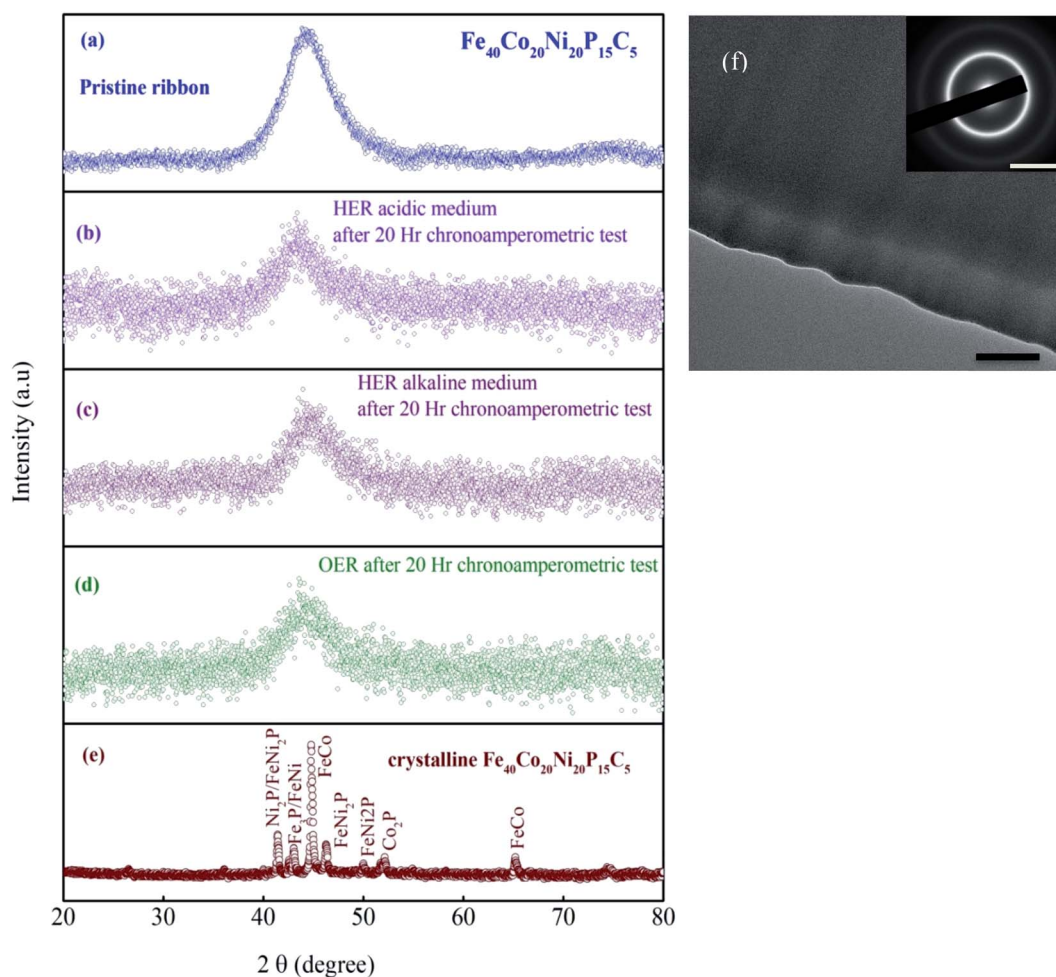 (a)
Fe₄₀Co₂₀Ni₂₀P₁₅C₅
Pristine ribbon
(b)
HER acidic medium
after 20 Hr chronoamperometric test
(c)
HER alkaline medium
after 20 Hr chronoamperometric test
(d)
OER after 20 Hr chronoamperometric test
(e)
crystalline Fe₄₀Co₂₀Ni₂₀P₁₅C₅
Ni₂P/FeNi₂P
Fe₃P/FeNi
FeCo
FeNi₂P
FeNi2P
Co₂P
FeCo
20 30 40 50 60 70 80
2 θ (degree)
Intensity (a.u)
(f)